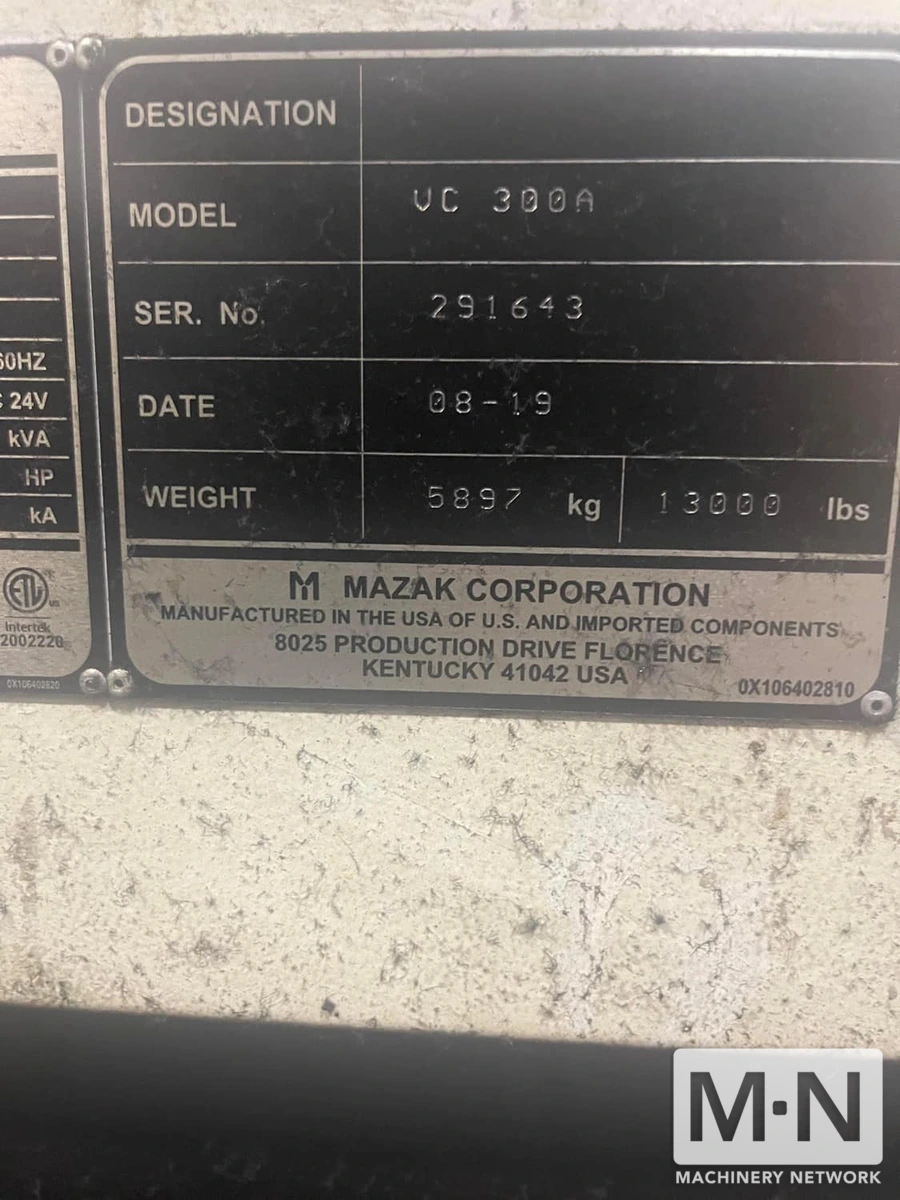 60HZ
24V
kVA
HP
kA
ETL
US
Intertek
2002220
0X106402820
DESIGNATION
MODEL VC 300A
SER. No. 291643
DATE 08-19
WEIGHT 5897 kg 13000 lbs
MAZAK CORPORATION
MANUFACTURED IN THE USA OF U.S. AND IMPORTED COMPONENTS
8025 PRODUCTION DRIVE FLORENCE
KENTUCKY 41042 USA
0X106402810
M·N
MACHINERY NETWORK